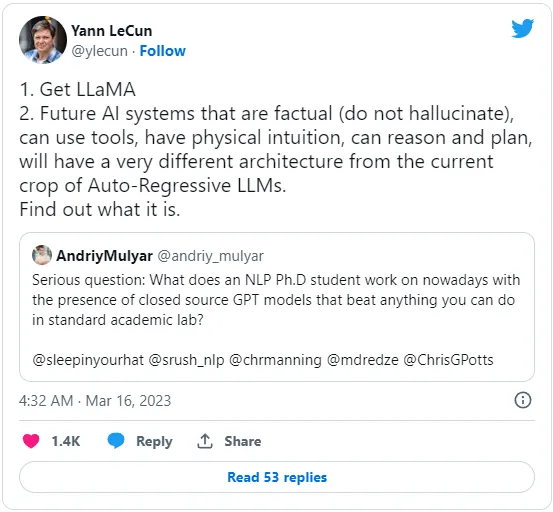 Yann LeCun
@ylecun · Follow
1. Get LLaMA
2. Future AI systems that are factual (do not hallucinate),
can use tools, have physical intuition, can reason and plan,
will have a very different architecture from the current
crop of Auto-Regressive LLMs.
Find out what it is.
AndriyMulyar @andriy_mulyar
Serious question: What does an NLP Ph.D student work on nowadays with
the presence of closed source GPT models that beat anything you can do
in standard academic lab?
@sleepinyourhat @srush_nlp @chrmanning @mdredze @ChrisGPotts
4:32 AM · Mar 16, 2023
1.4K Reply Share
Read 53 replies